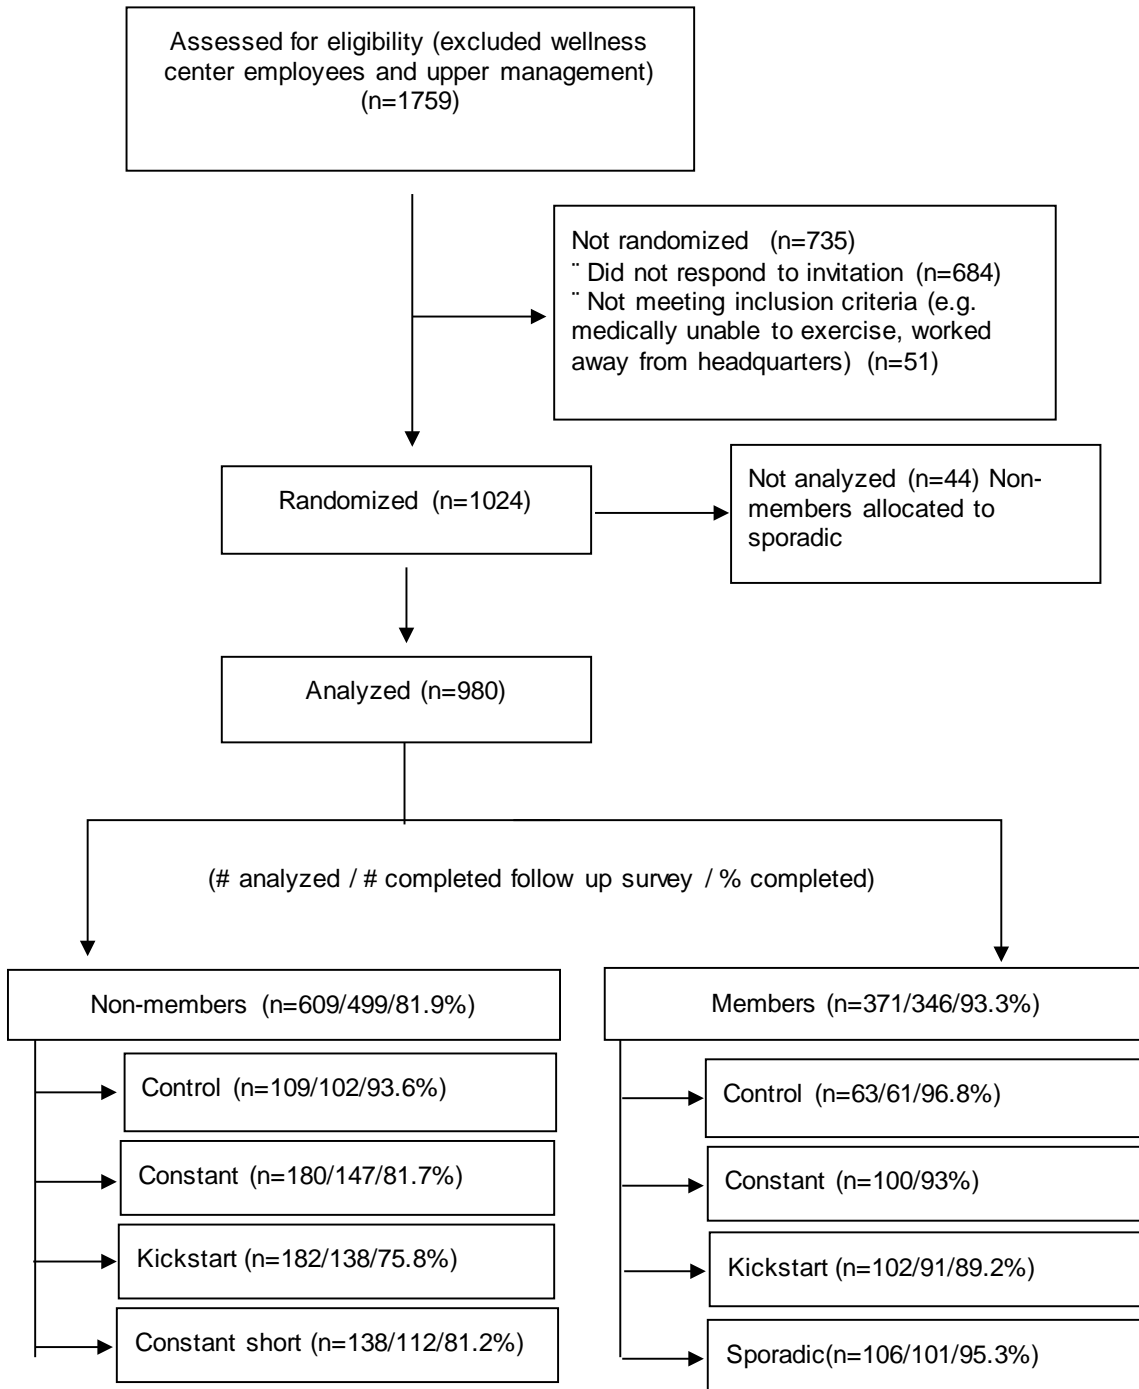 Assessed for eligibility (excluded wellness
center employees and upper management)
(n=1759)
Not randomized (n=735)
¨ Did not respond to invitation (n=684)
¨ Not meeting inclusion criteria (e.g.
medically unable to exercise, worked
away from headquarters) (n=51)
Randomized (n=1024)
Not analyzed (n=44) Non-
members allocated to
sporadic
Analyzed (n=980)
(# analyzed / # completed follow up survey / % completed)
Non-members (n=609/499/81.9%)
Control (n=109/102/93.6%)
Constant (n=180/147/81.7%)
Kickstart (n=182/138/75.8%)
Constant short (n=138/112/81.2%)
Members (n=371/346/93.3%)
Control (n=63/61/96.8%)
Constant (n=100/93%)
Kickstart (n=102/91/89.2%)
Sporadic(n=106/101/95.3%)